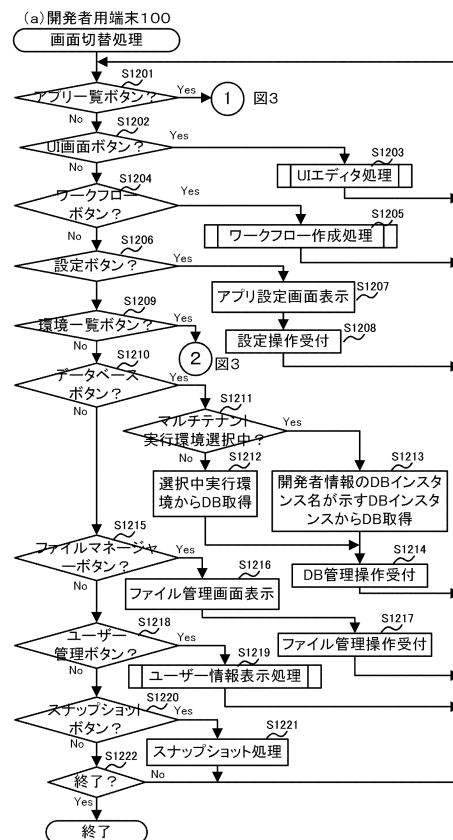 (a)開発者用端末100
画面切替処理
S1201
アプリ一覧ボタン？
Yes
1
図3
No
S1202
UI画面ボタン？
Yes
S1203
UIエディタ処理
No
S1204
ワークフロー
ボタン？
Yes
S1205
ワークフロー作成処理
No
S1206
設定ボタン？
Yes
S1207
アプリ設定画面表示
No
S1208
設定操作受付
S1209
環境一覧ボタン？
Yes
2
図3
No
S1210
データベース
ボタン？
Yes
No
S1211
マルチテナント
実行環境選択中？
Yes
No
S1212
選択中実行環
境からDB取得
S1213
開発者情報のDBインスタ
ンス名が示すDBインス
タンスからDB取得
S1214
DB管理操作受付
S1215
ファイルマネージャ
ーボタン？
Yes
S1216
ファイル管理画面表示
No
S1217
ファイル管理操作受付
S1218
ユーザー
管理ボタン？
Yes
S1219
ユーザー情報表示処理
No
S1220
スナップショット
ボタン？
Yes
S1221
スナップショット処理
No
S1222
終了？
No
Yes
終了